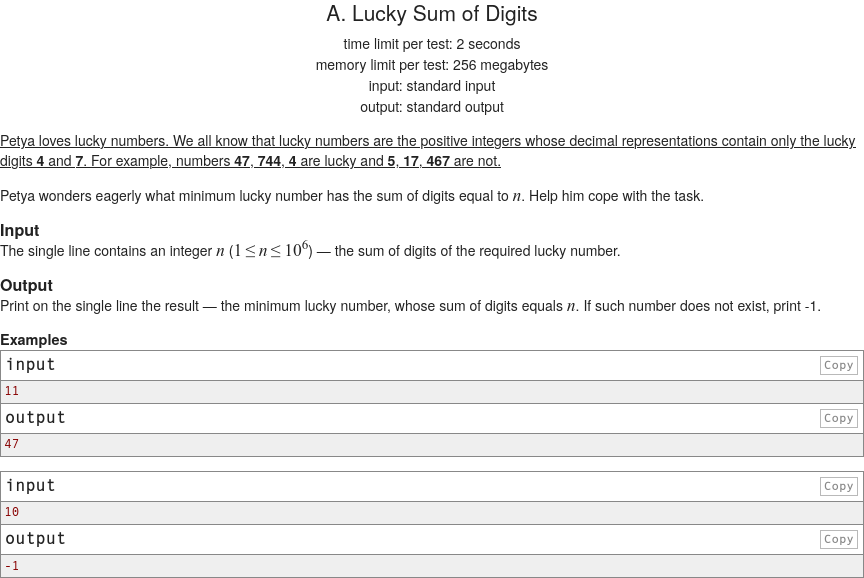 A. Lucky Sum of Digits
time limit per test: 2 seconds
memory limit per test: 256 megabytes
input: standard input
output: standard output
Petya loves lucky numbers. We all know that lucky numbers are the positive integers whose decimal representations contain only the lucky
digits 4 and 7. For example, numbers 47, 744, 4 are lucky and 5, 17, 467 are not.
Petya wonders eagerly what minimum lucky number has the sum of digits equal to n. Help him cope with the task.
Input
The single line contains an integer n (1 ≤ n ≤ 10⁶) — the sum of digits of the required lucky number.
Output
Print on the single line the result — the minimum lucky number, whose sum of digits equals n. If such number does not exist, print -1.
Examples
input Copy
11
output Copy
47
input Copy
10
output Copy
-1